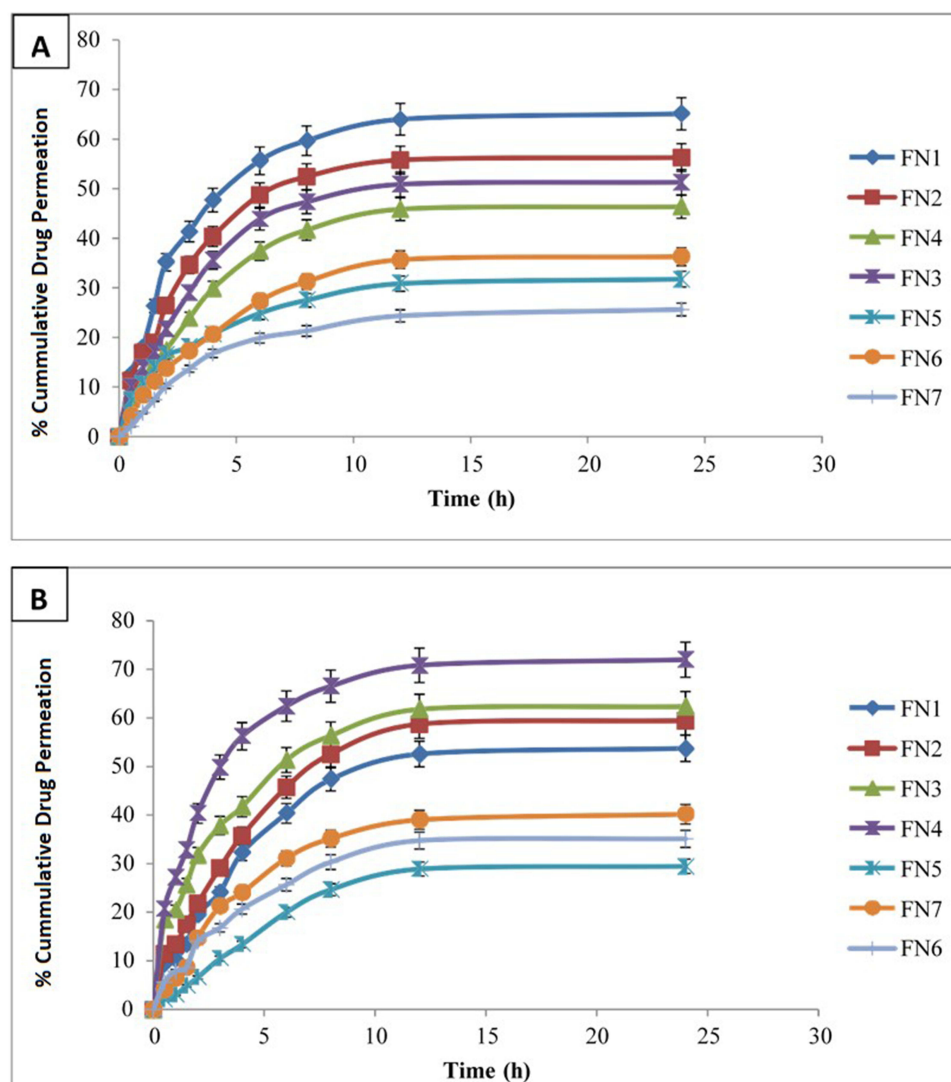 A
% Cummulative Drug Permeation
80
70
60
50
40
30
20
10
0
0 5 10 15 20 25 30
Time (h)
FN1
FN2
FN4
FN3
FN5
FN6
FN7
B
% Cummulative Drug Permeation
80
70
60
50
40
30
20
10
0
0 5 10 15 20 25 30
Time (h)
FN1
FN2
FN3
FN4
FN5
FN7
FN6